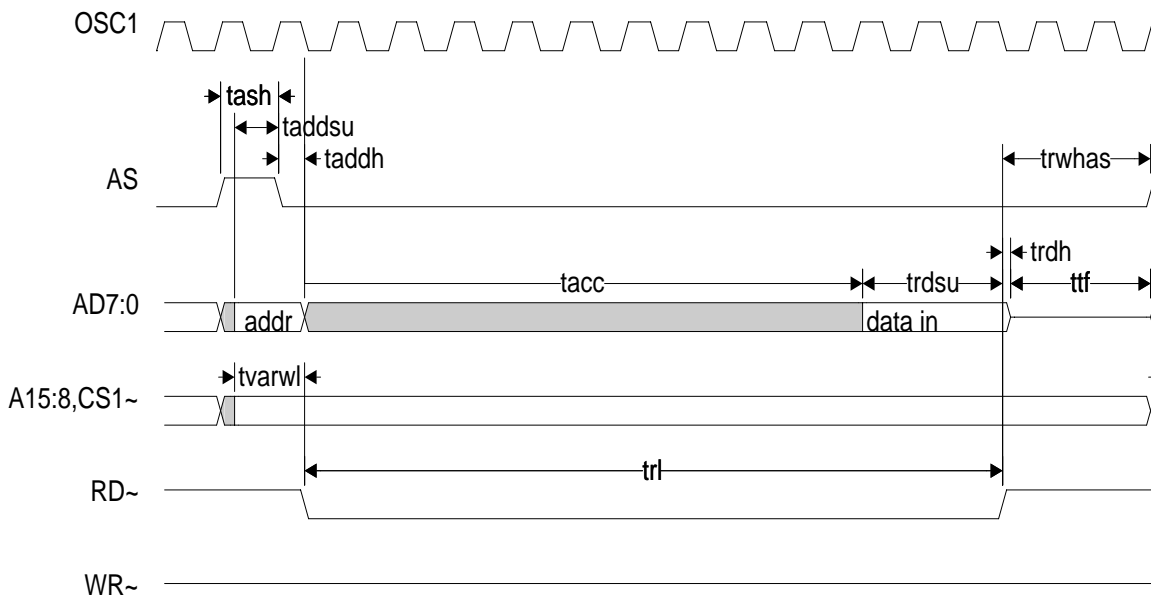 OSC1
tash
taddsu
taddh
trwhas
AS
trdh
tacc
trdsu
ttf
AD7:0
addr
data in
tvarwl
A15:8,CS1~
trl
RD~
WR~